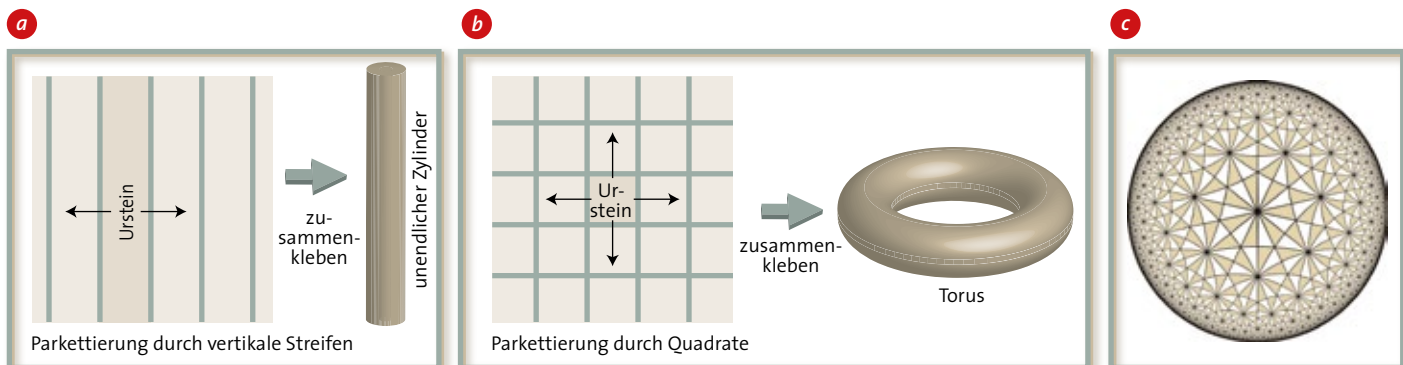 a
Urstein
zu-
sammen-
kleben
unendlicher Zylinder
Parkettierung durch vertikale Streifen
b
Ur-
stein
zusammen-
kleben
Torus
Parkettierung durch Quadrate
c